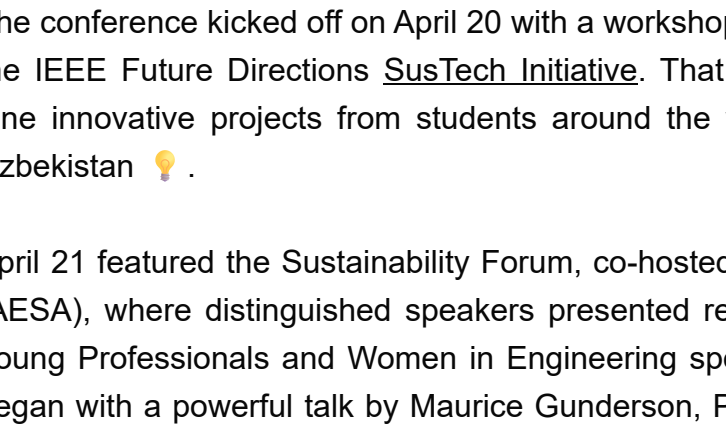 he conference kicked off on April 20 with a workshop
e IEEE Future Directions SusTech Initiative. That
ne innovative projects from students around the
zbekistan 💡.
pril 21 featured the Sustainability Forum, co-hosted
AESA), where distinguished speakers presented re
oung Professionals and Women in Engineering spe
egan with a powerful talk by Maurice Gunderson, P